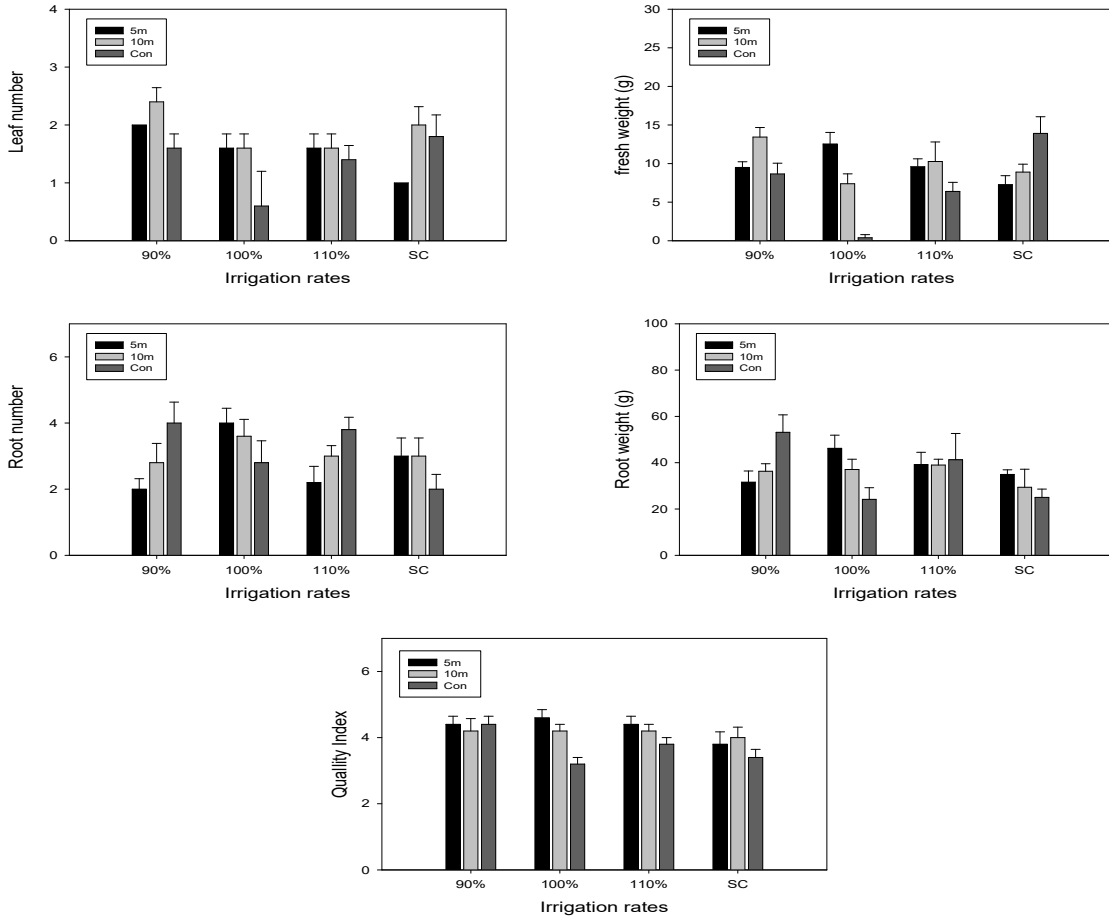 4
3
2
1
0
Leaf number
5m
10m
Con
90% 100% 110% SC
Irrigation rates
30
25
20
15
10
5
0
fresh weight (g)
5m
10m
Con
90% 100% 110% SC
Irrigation rates
6
4
2
0
Root number
5m
10m
Con
90% 100% 110% SC
Irrigation rates
100
80
60
40
20
0
Root weight (g)
5m
10m
Con
90% 100% 110% SC
Irrigation rates
6
4
2
0
Quallity Index
5m
10m
Con
90% 100% 110% SC
Irrigation rates